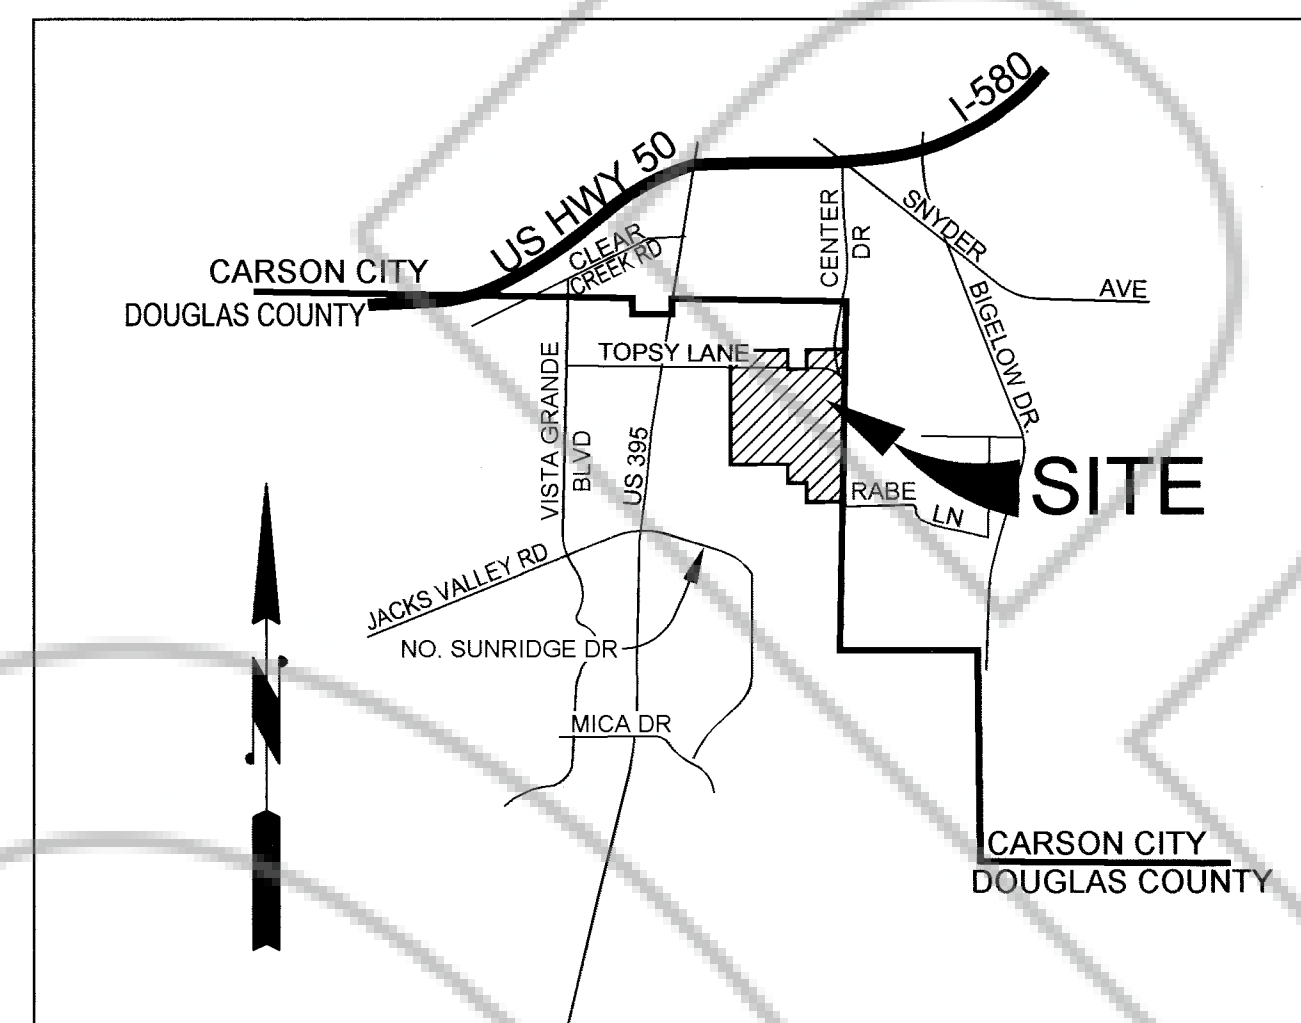 I-580
US HWY 50
CLEAR
CREEK RD
CENTER
DR
SNYDER
AVE
CARSON CITY
DOUGLAS COUNTY
BIGELOW DR.
TOPSY LANE
VISTA GRANDE
BLVD
US 395
SITE
RABE
LN
JACKS VALLEY RD
NO. SUNRIDGE DR
MICA DR
N
CARSON CITY
DOUGLAS COUNTY